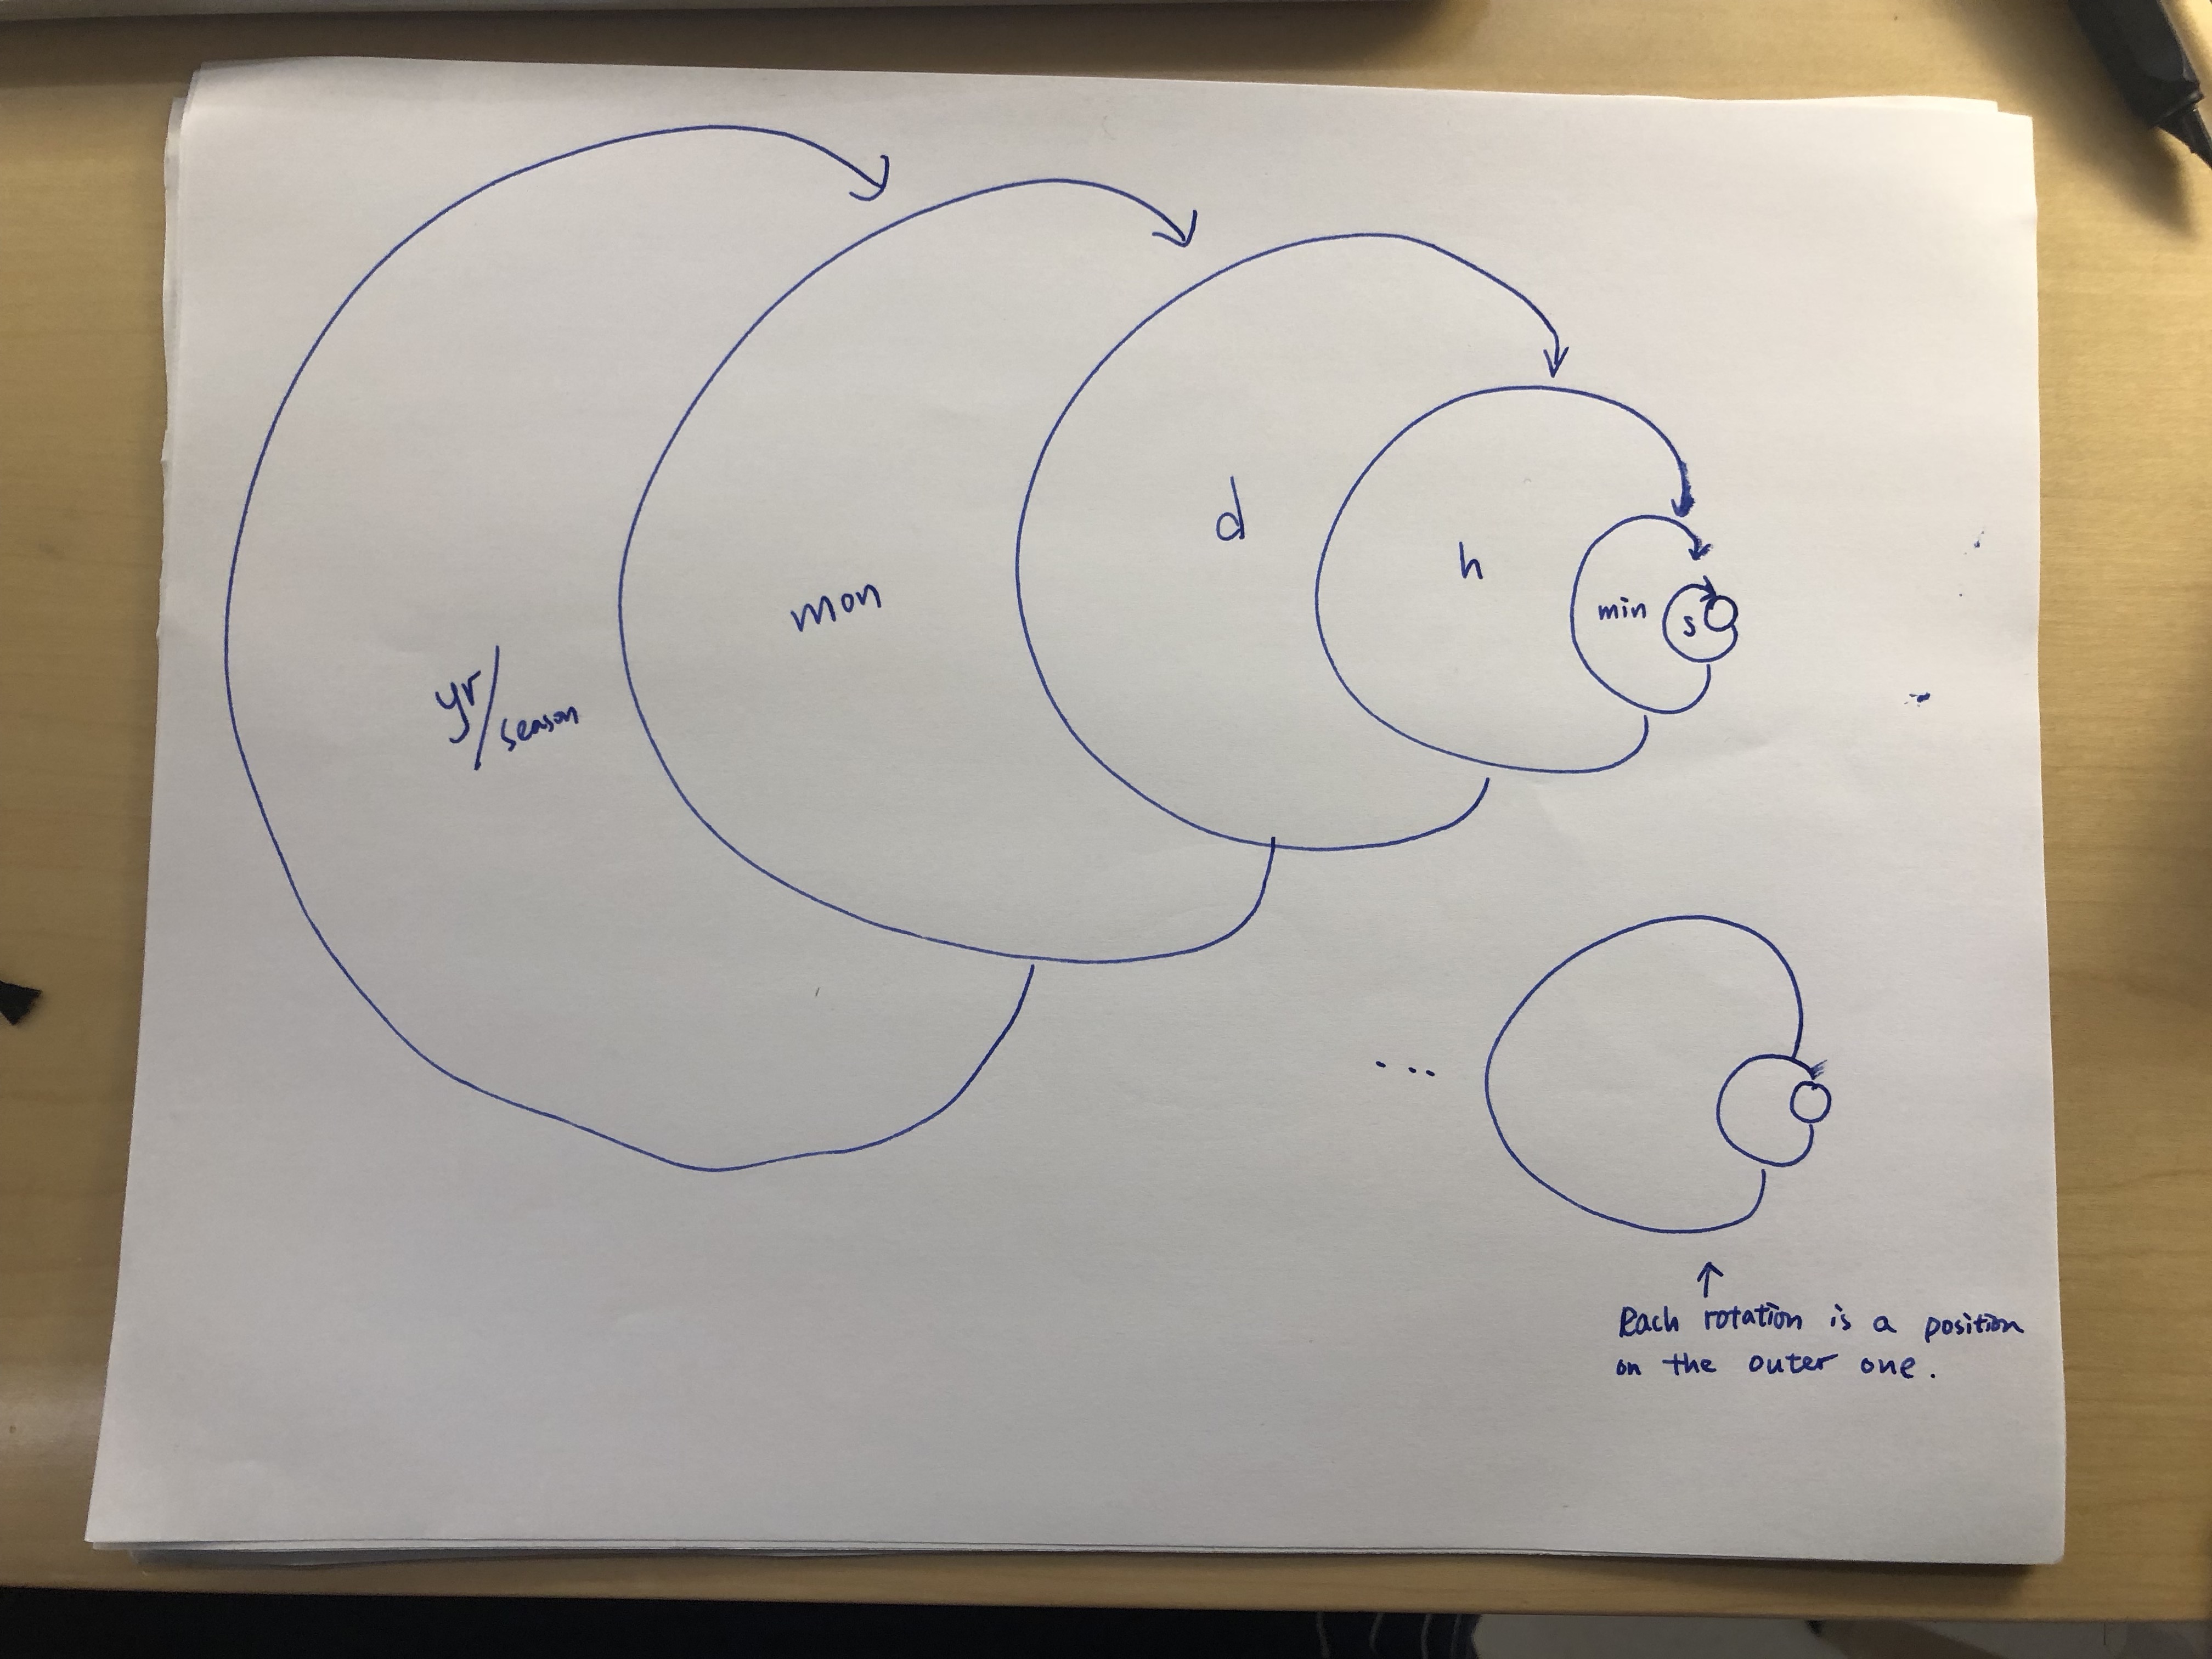 yr/season
mon
d
h
min
s
...
Each rotation is a position
on the outer one.